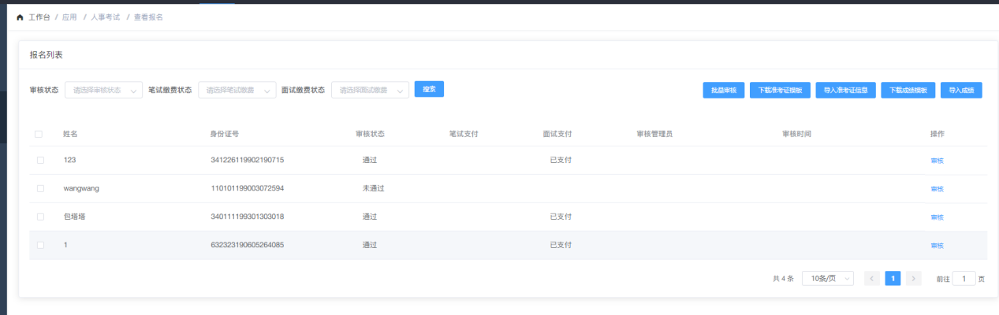 工作台 / 应用 / 人事考试 / 查看报名
报名列表
审核状态 请选择审核状态 笔试缴费状态 请选择笔试缴费 面试缴费状态 请选择面试缴费 搜索 批量审核 下载准考证模板 导入准考证信息 下载成绩模板 导入成绩
姓名 身份证号 审核状态 笔试支付 面试支付 审核管理员 审核时间 操作
123 341226119902190715 通过 已支付 审核
wangwang 110101199003072594 未通过 审核
包塔塔 340111199301303018 通过 已支付 审核
1 632323190605264085 通过 已支付 审核
共 4 条 10条/页 1 前往 1 页